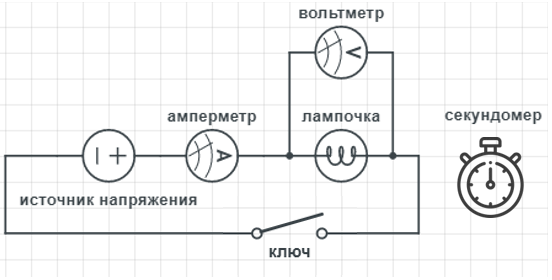 вольтметр
амперметр
лампочка
секундомер
V
A
источник напряжения
ключ